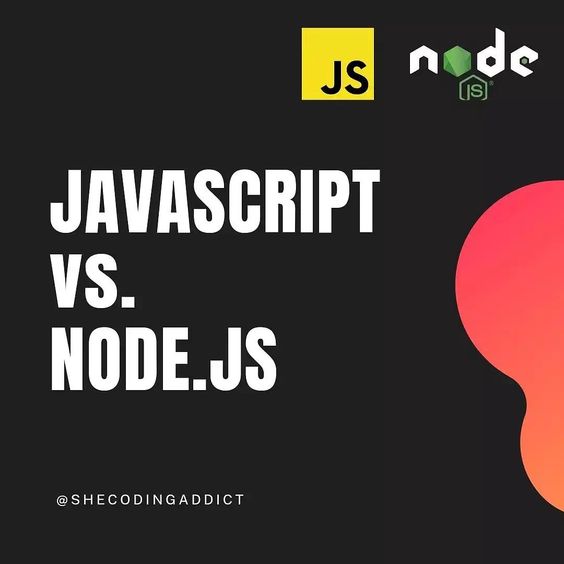 JS
node
JS®
JAVASCRIPT
VS.
NODE.JS
@SHECODINGADDICT